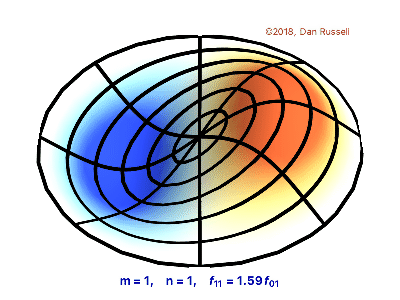 ©2018, Dan Russell
m = 1, n = 1, f11 = 1.59 f01